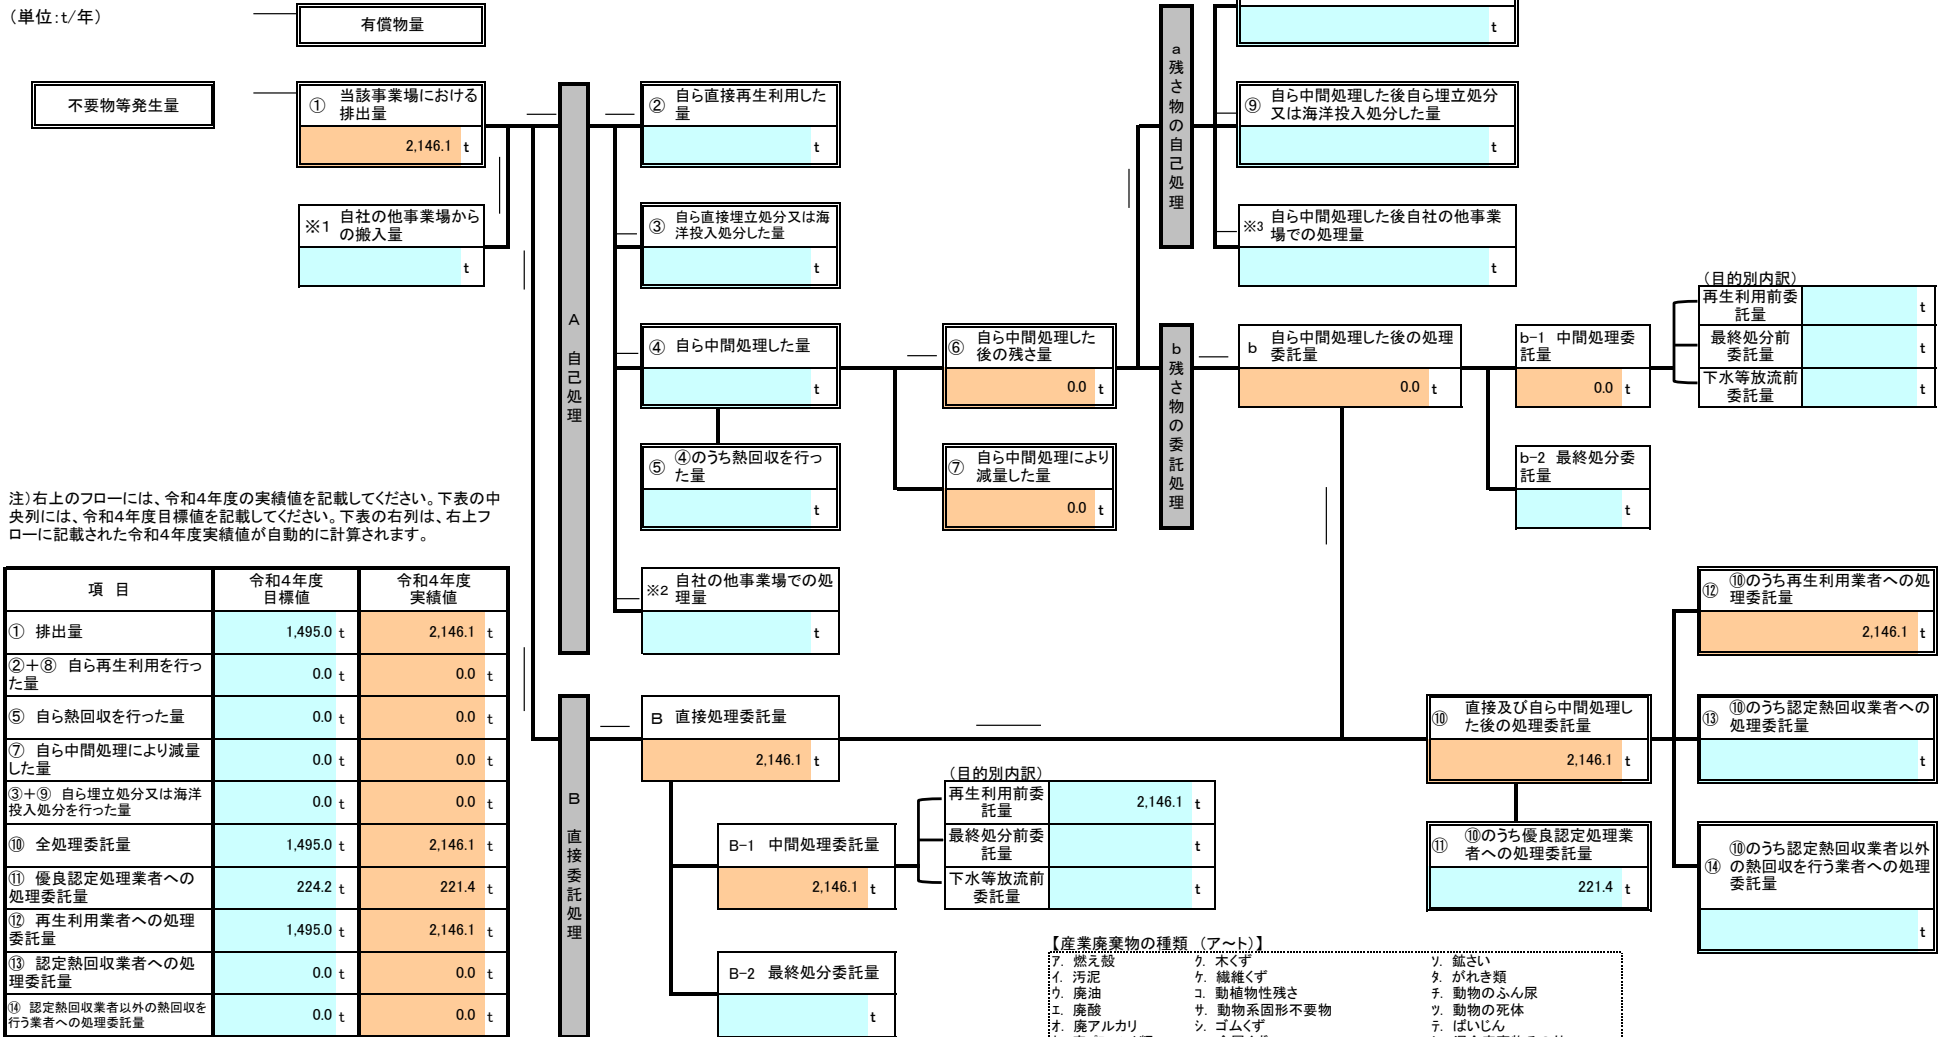 （単位:t/年）
有償物量
t
不要物等発生量
① 当該事業場における
排出量
2,146.1 t
② 自ら直接再生利用した
量
t
⑨ 自ら中間処理した後自ら埋立処分
又は海洋投入処分した量
t
a
残さ物の自己処理
※1 自社の他事業場から
の搬入量
t
③ 自ら直接埋立処分又は海
洋投入処分した量
t
※3 自ら中間処理した後自社の他事業
場での処理量
t
A
自己処理
④ 自ら中間処理した量
t
⑥ 自ら中間処理した
後の残さ量
0.0 t
b
残さ物の委託処理
b 自ら中間処理した後の処理
委託量
0.0 t
b-1 中間処理委
託量
0.0 t
（目的別内訳）
再生利用前委
託量
t
最終処分前
委託量
t
下水等放流前
委託量
t
⑤ ④のうち熱回収を行っ
た量
t
⑦ 自ら中間処理により
減量した量
0.0 t
b-2 最終処分委
託量
t
注）右上のフローには、令和４年度の実績値を記載してください。下表の中
央列には、令和４年度目標値を記載してください。下表の右列は、右上フ
ローに記載された令和４年度実績値が自動的に計算されます。
※2 自社の他事業場での処
理量
t
項 目
令和４年度
目標値
令和４年度
実績値
① 排出量 1,495.0 t 2,146.1 t
②＋⑧ 自ら再生利用を行っ
た量 0.0 t 0.0 t
⑤ 自ら熱回収を行った量 0.0 t 0.0 t
⑦ 自ら中間処理により減量
した量 0.0 t 0.0 t
③＋⑨ 自ら埋立処分又は海洋
投入処分を行った量 0.0 t 0.0 t
⑩ 全処理委託量 1,495.0 t 2,146.1 t
⑪ 優良認定処理業者への
処理委託量 224.2 t 221.4 t
⑫ 再生利用業者への処理
委託量 1,495.0 t 2,146.1 t
⑬ 認定熱回収業者への処
理委託量 0.0 t 0.0 t
⑭ 認定熱回収業者以外の熱回収を
行う業者への処理委託量 0.0 t 0.0 t
B
直接委託処理
B 直接処理委託量
2,146.1 t
B-1 中間処理委託量
2,146.1 t
（目的別内訳）
再生利用前委
託量
2,146.1 t
最終処分前委
託量
t
下水等放流前
委託量
t
B-2 最終処分委託量
t
⑩ 直接及び自ら中間処理し
た後の処理委託量
2,146.1 t
⑪ ⑩のうち優良認定処理業
者への処理委託量
221.4 t
⑫ ⑩のうち再生利用業者への処
理委託量
2,146.1 t
⑬ ⑩のうち認定熱回収業者への
処理委託量
t
⑭ ⑩のうち認定熱回収業者以外
の熱回収を行う業者への処理
委託量
t
【産業廃棄物の種類 （ア～ト）】
ア. 燃え殻 ク. 木くず ソ. 鉱さい
イ. 汚泥 ケ. 繊維くず タ. がれき類
ウ. 廃油 コ. 動植物性残さ チ. 動物のふん尿
エ. 廃酸 サ. 動物系固形不要物 ツ. 動物の死体
オ. 廃アルカリ シ. ゴムくず テ. ばいじん